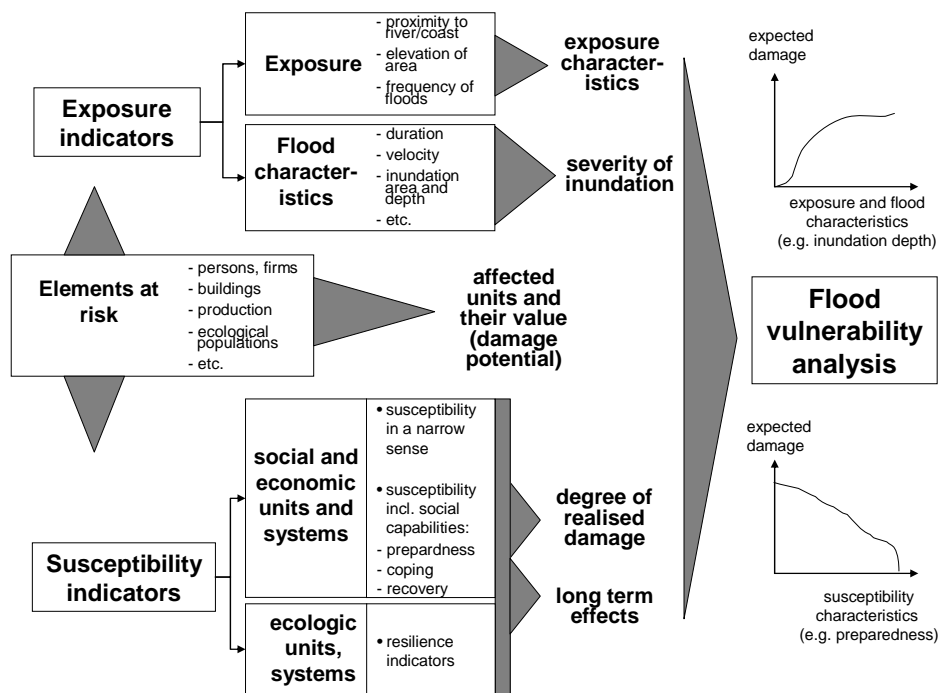 Exposure
indicators
Exposure
- proximity to
river/coast
- elevation of
area
- frequency of
floods
exposure
character-
istics
Flood
character-
istics
- duration
- velocity
- inundation
area and
depth
- etc.
severity of
inundation
Elements at
risk
- persons, firms
- buildings
- production
- ecological
populations
- etc.
affected
units and
their value
(damage
potential)
Susceptibility
indicators
social and
economic
units and
systems
• susceptibility
in a narrow
sense
• susceptibility
incl. social
capabilities:
- prepardness
- coping
- recovery
ecologic
units,
systems
• resilience
indicators
degree of
realised
damage
long term
effects
expected
damage
exposure and flood
characteristics
(e.g. inundation depth)
Flood
vulnerability
analysis
expected
damage
susceptibility
characteristics
(e.g. preparedness)